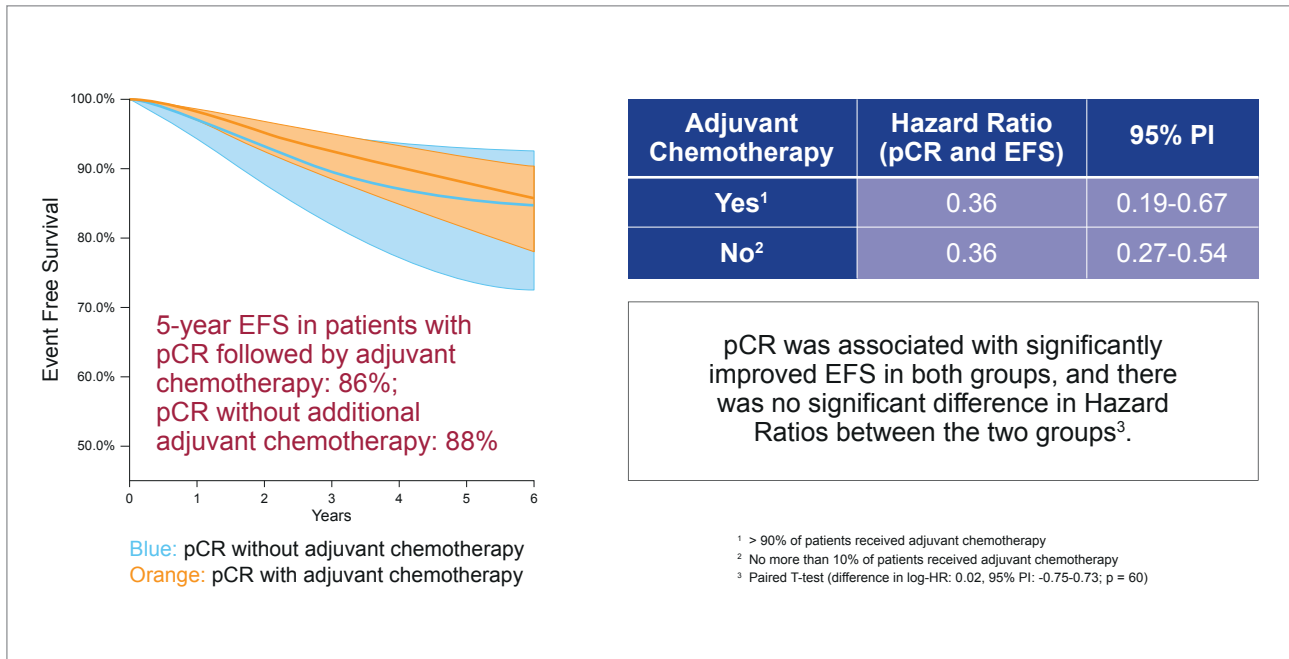 Event Free Survival
100.0%
90.0%
80.0%
70.0%
60.0%
50.0%
5-year EFS in patients with
pCR followed by adjuvant
chemotherapy: 86%;
pCR without additional
adjuvant chemotherapy: 88%
0 1 2 3 4 5 6
Years
Blue: pCR without adjuvant chemotherapy
Orange: pCR with adjuvant chemotherapy
Adjuvant
Chemotherapy
Hazard Ratio
(pCR and EFS)
95% PI
Yes¹ 0.36 0.19-0.67
No² 0.36 0.27-0.54
pCR was associated with significantly
improved EFS in both groups, and there
was no significant difference in Hazard
Ratios between the two groups³.
¹ > 90% of patients received adjuvant chemotherapy
² No more than 10% of patients received adjuvant chemotherapy
³ Paired T-test (difference in log-HR: 0.02, 95% PI: -0.75-0.73; p = 60)